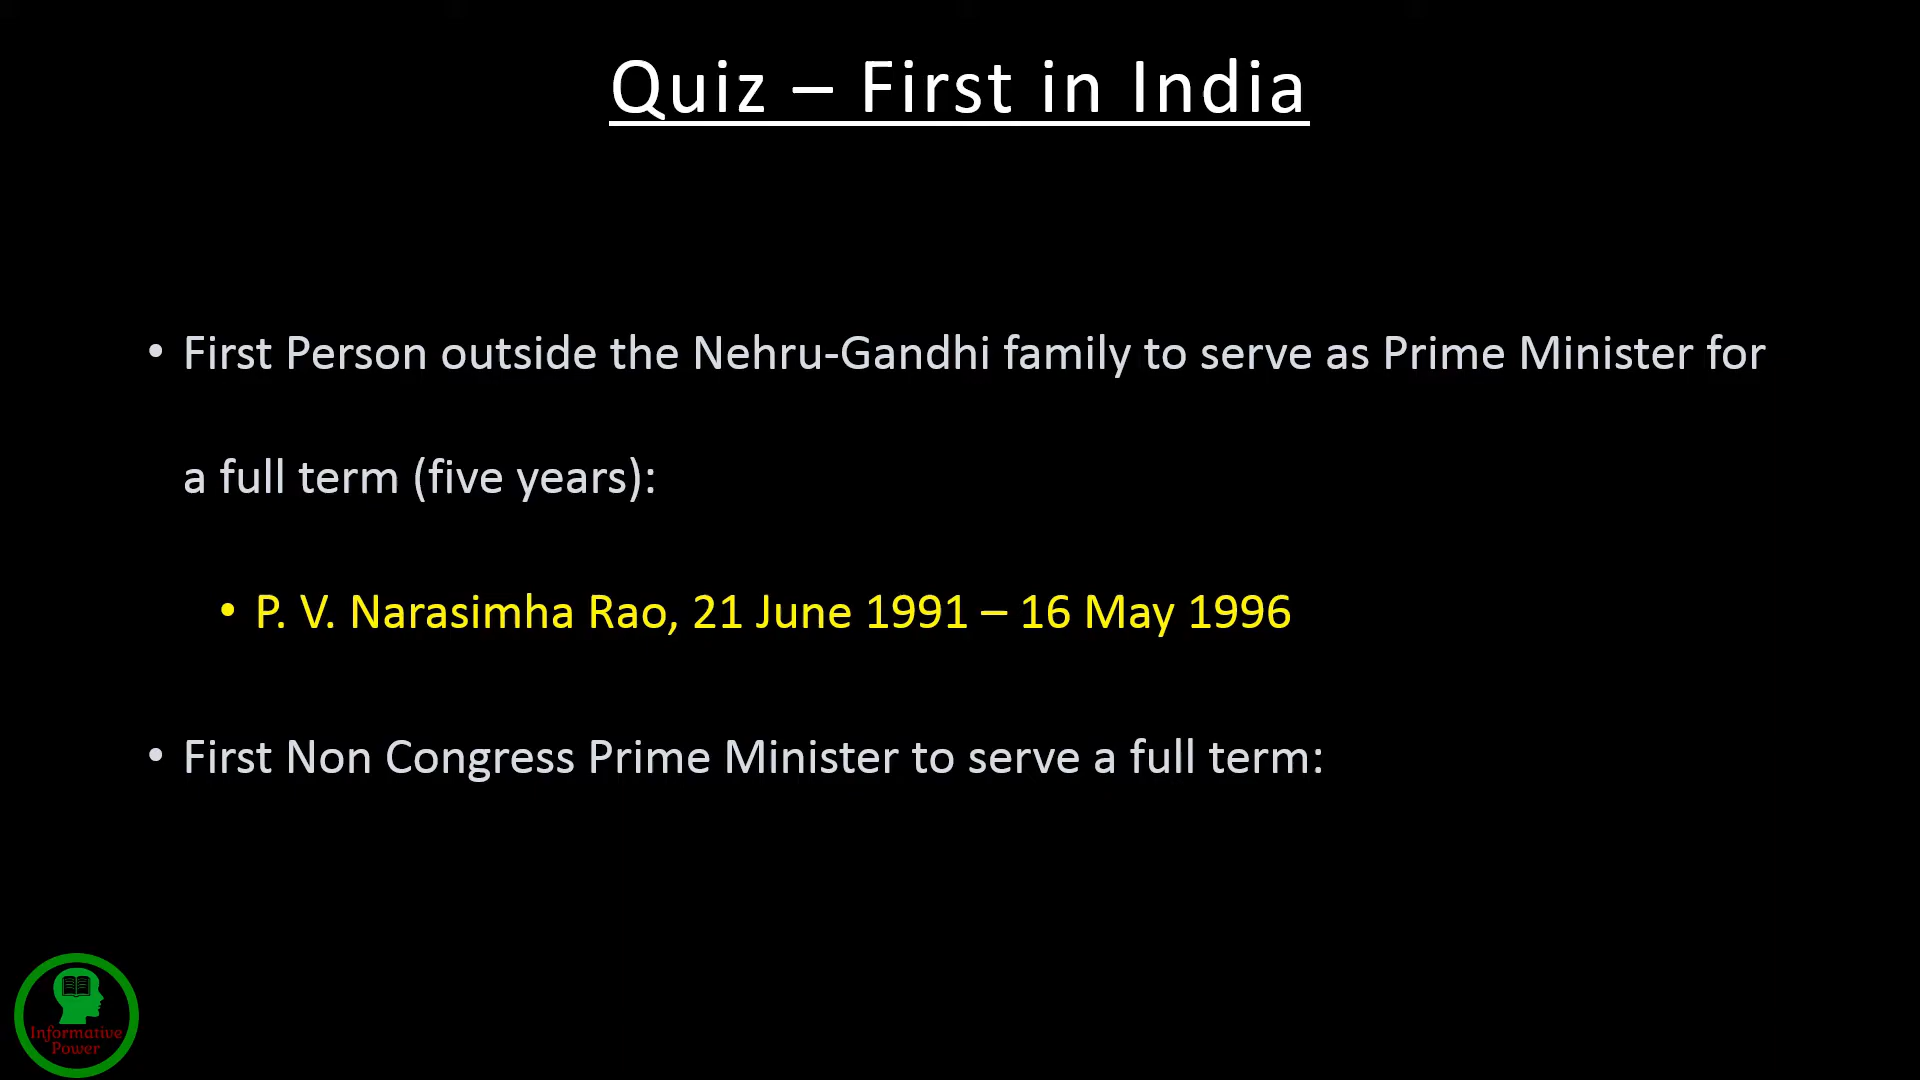 Quiz – First in India
• First Person outside the Nehru-Gandhi family to serve as Prime Minister for
a full term (five years):
• P. V. Narasimha Rao, 21 June 1991 – 16 May 1996
• First Non Congress Prime Minister to serve a full term:
Informative
Power